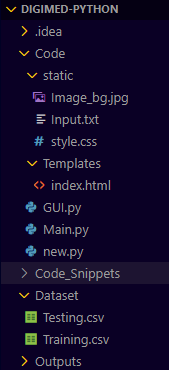 DIGIMED-PYTHON
.idea
Code
static
Image_bg.jpg
Input.txt
style.css
Templates
index.html
GUI.py
Main.py
new.py
Code_Snippets
Dataset
Testing.csv
Training.csv
Outputs